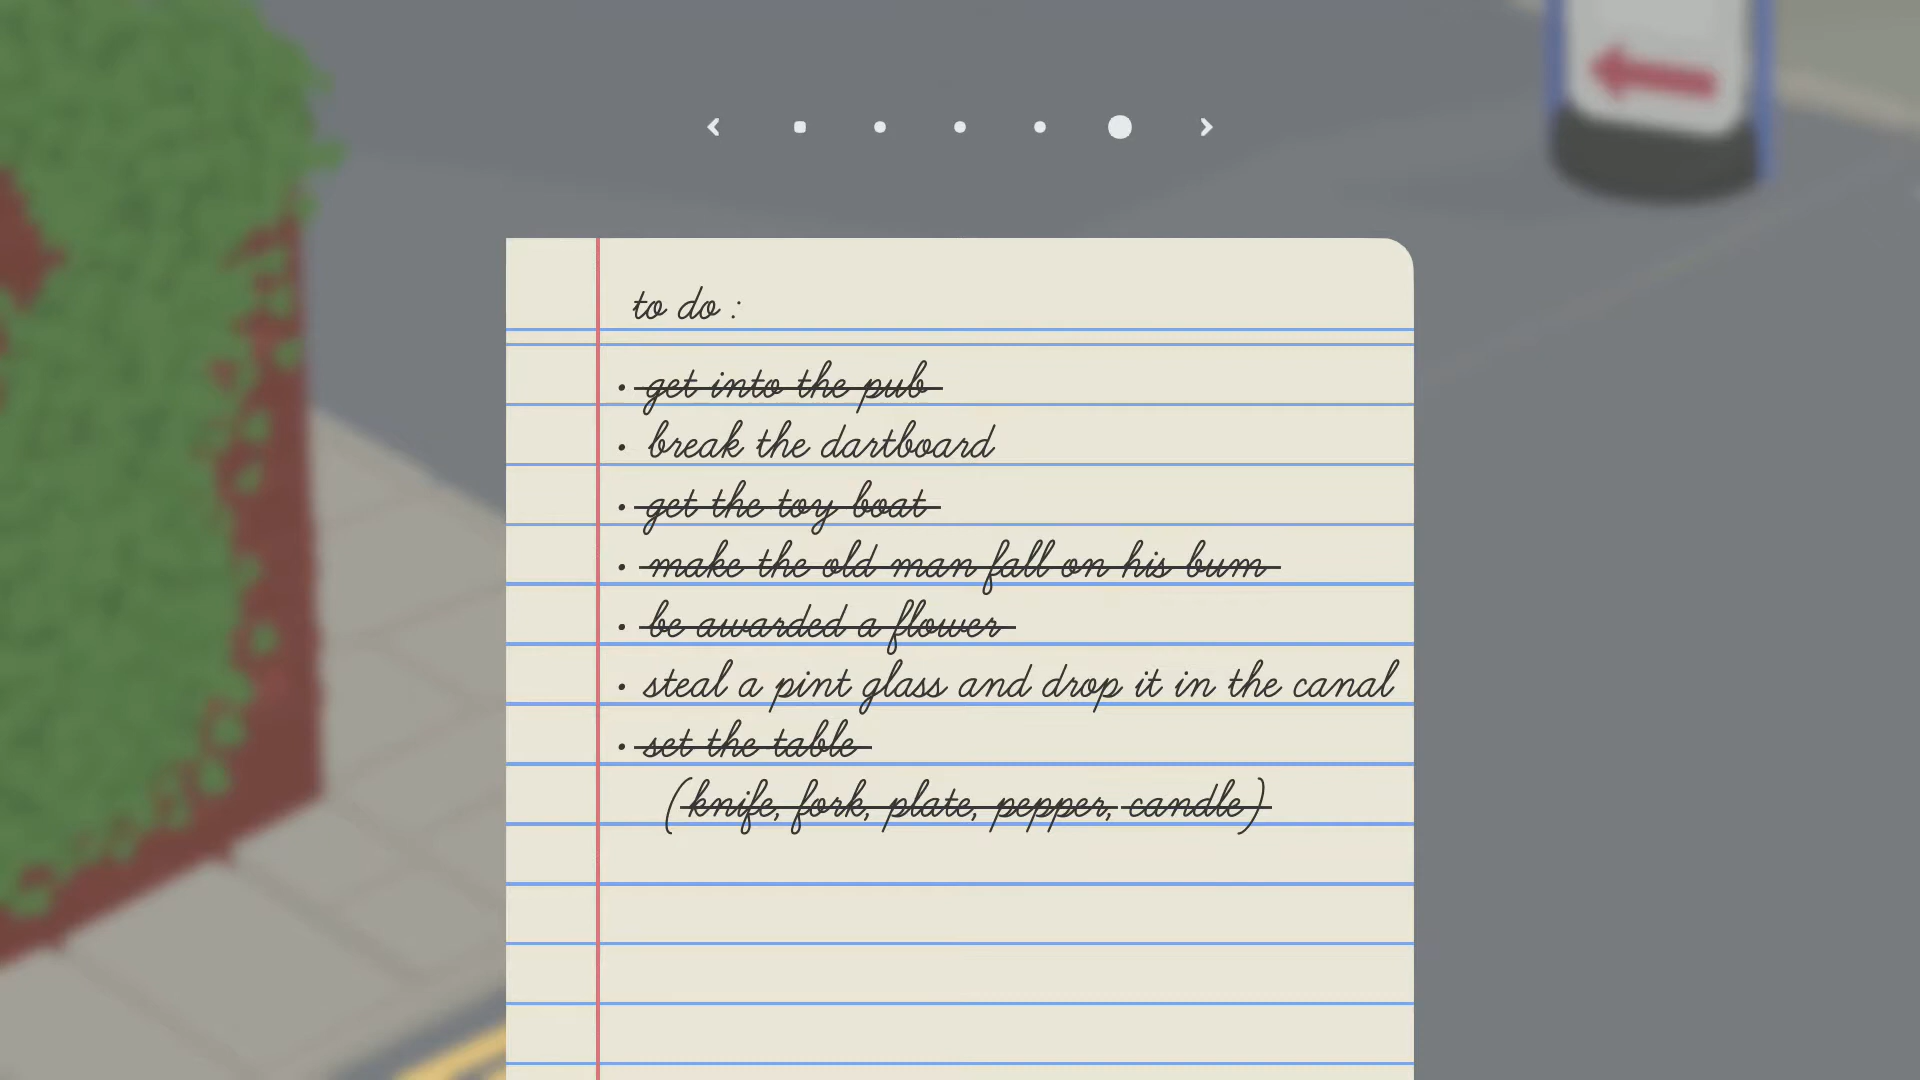 to do :
• get into the pub
• break the dartboard
• get the toy boat
• make the old man fall on his bum
• be awarded a flower
• steal a pint glass and drop it in the canal
• set the table
(knife, fork, plate, pepper, candle)